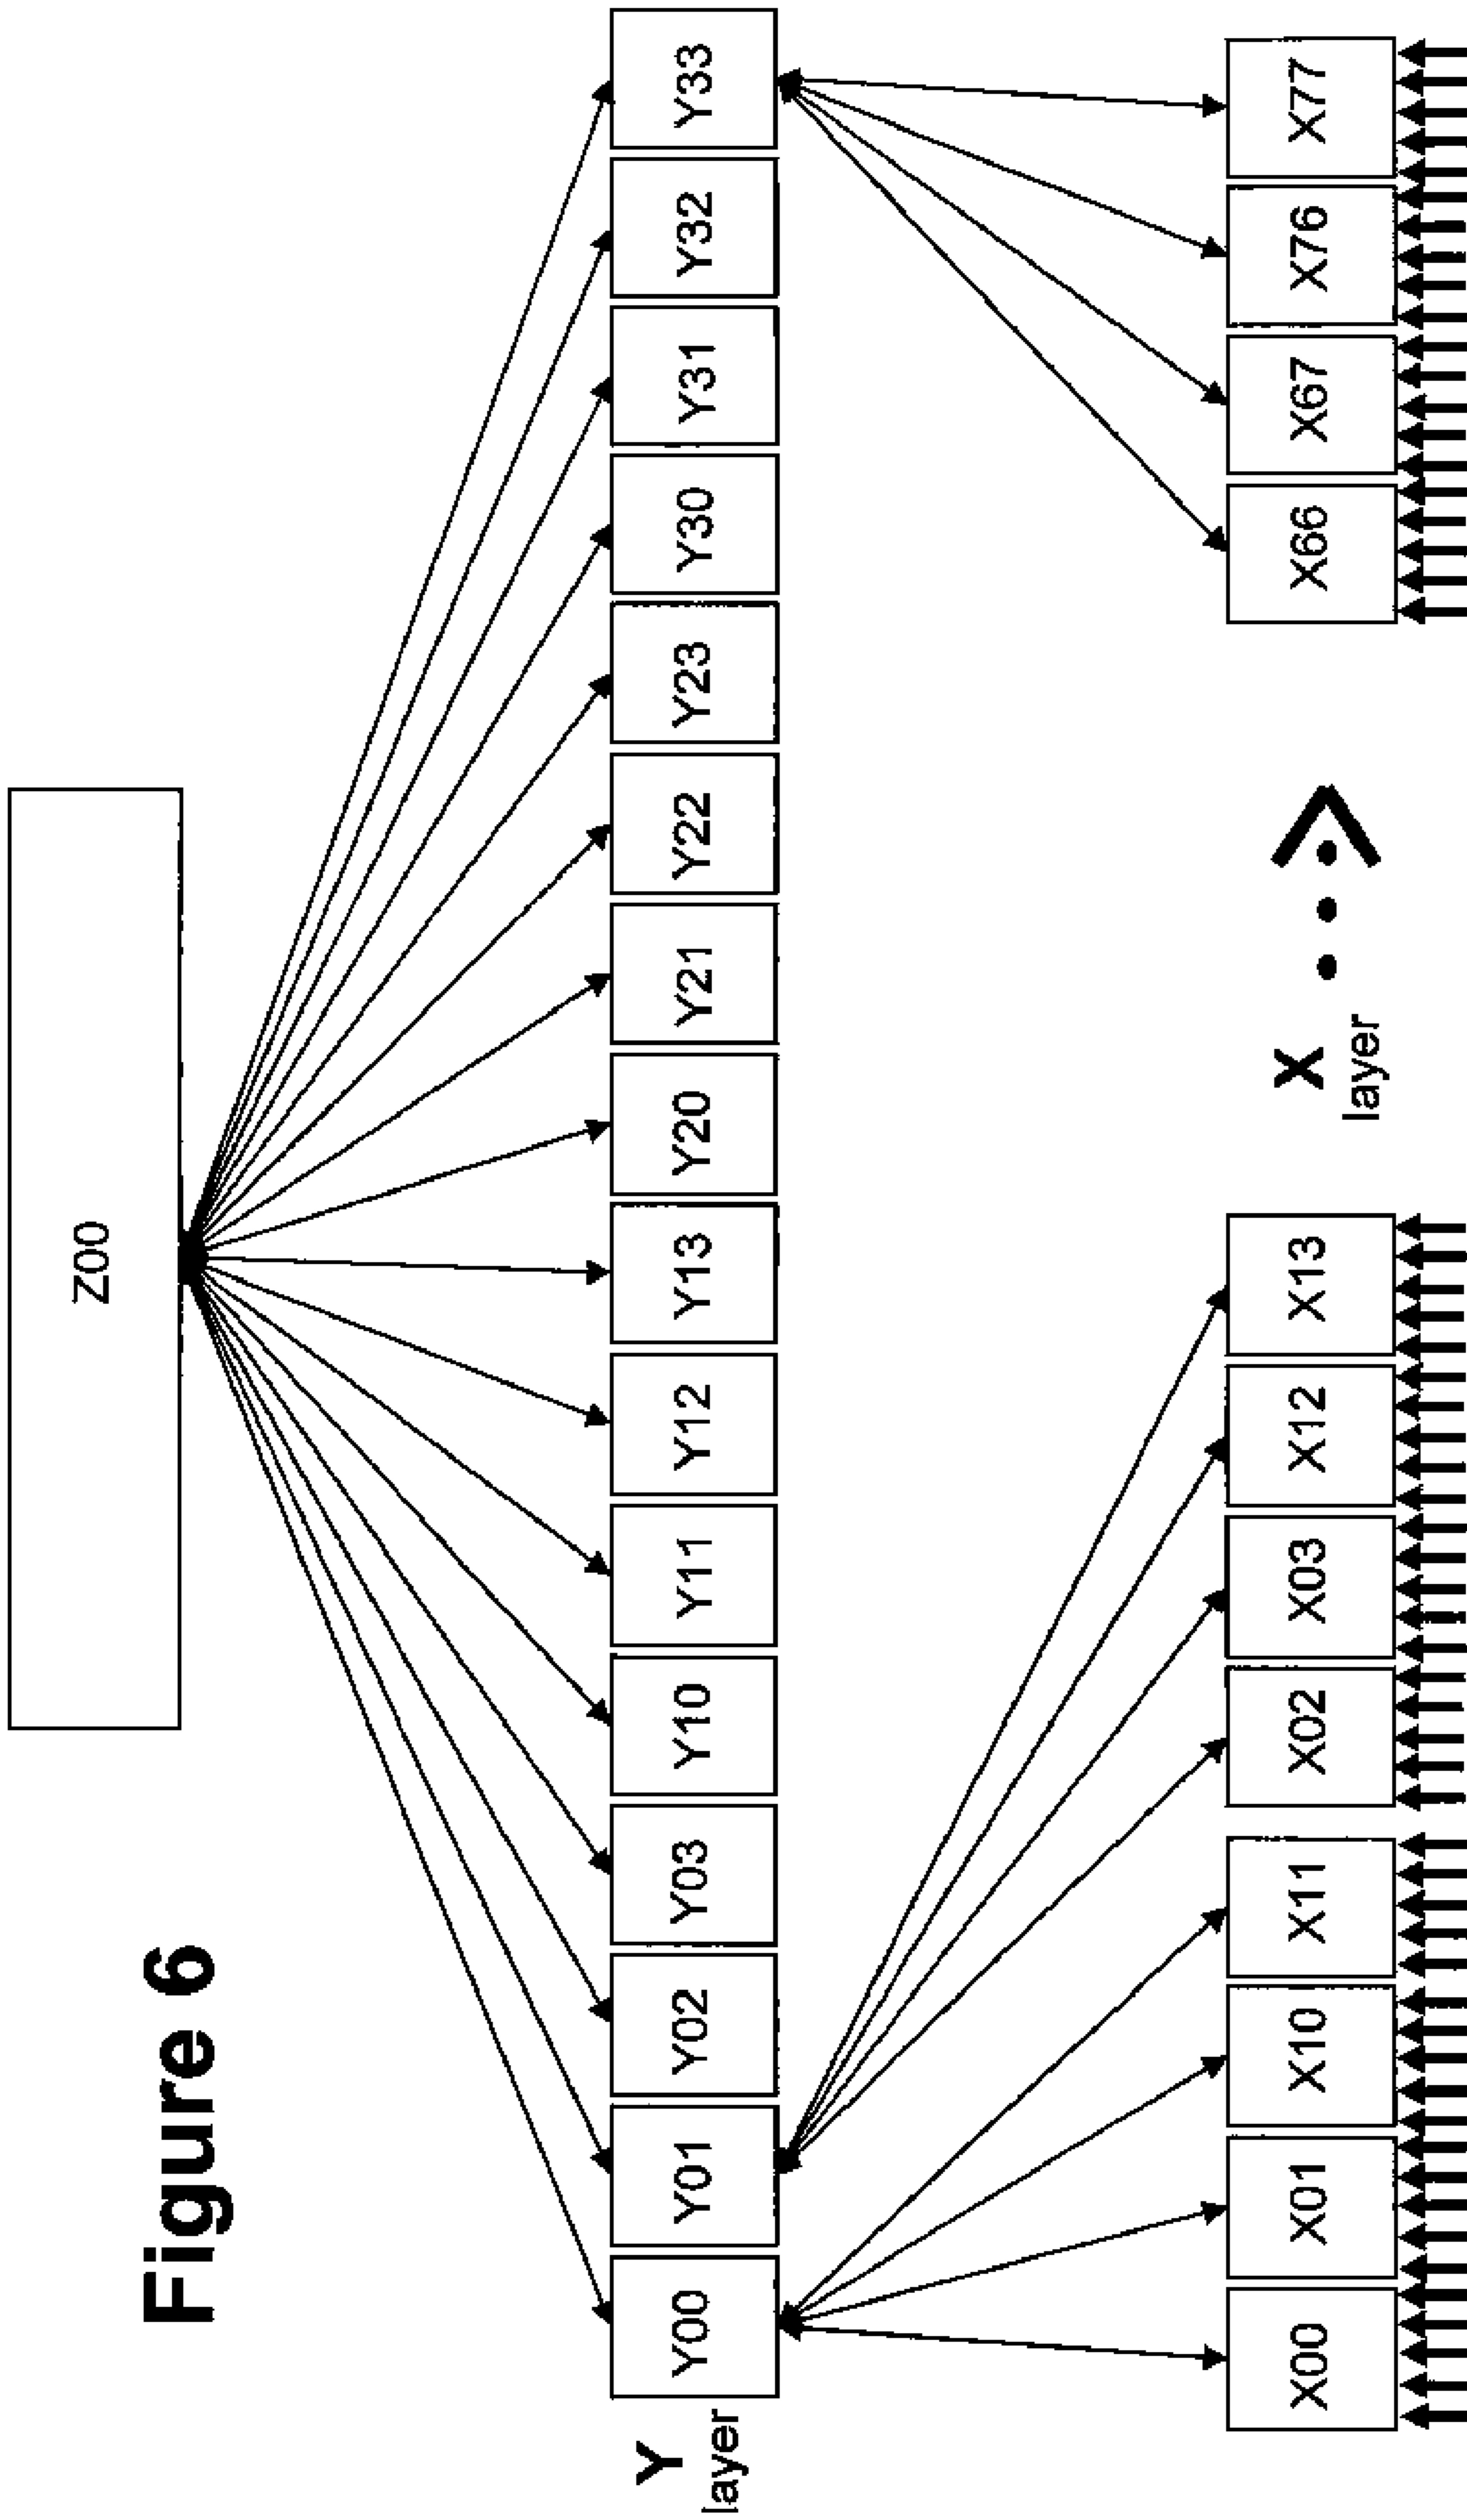 Figure 6
Z00
Y
layer
Y00 Y01 Y02 Y03 Y10 Y11 Y12 Y13 Y20 Y21 Y22 Y23 Y30 Y31 Y32 Y33
X00 X01 X10 X11 X02 X03 X12 X13
X
layer
X66 X67 X76 X77